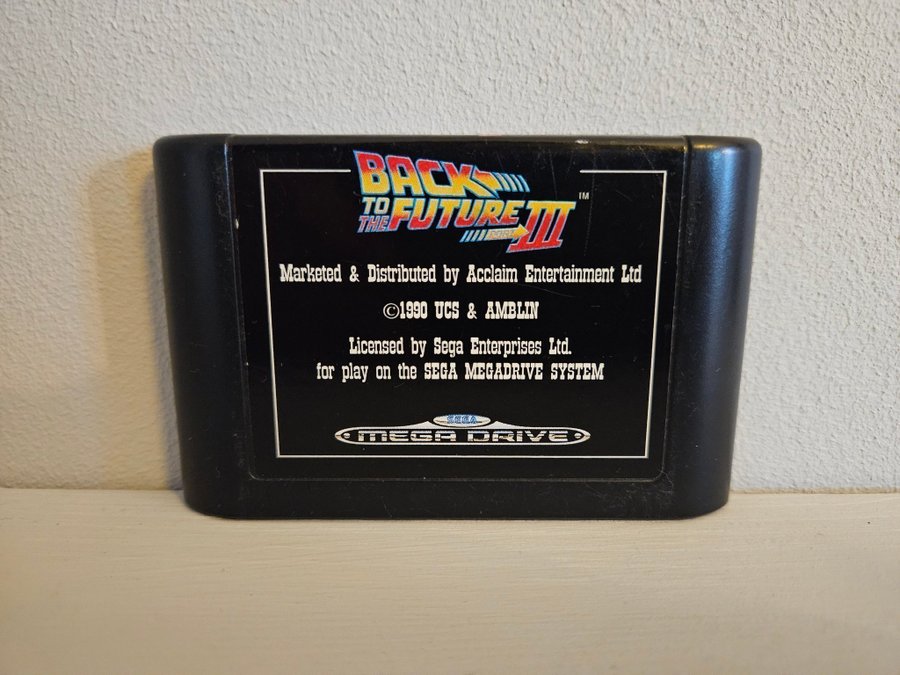 BACK
TO
THE FUTURE
PART III ™
Marketed & Distributed by Acclaim Entertainment Ltd
©1990 UCS & AMBLIN
Licensed by Sega Enterprises Ltd.
for play on the SEGA MEGADRIVE SYSTEM
SEGA
MEGA DRIVE